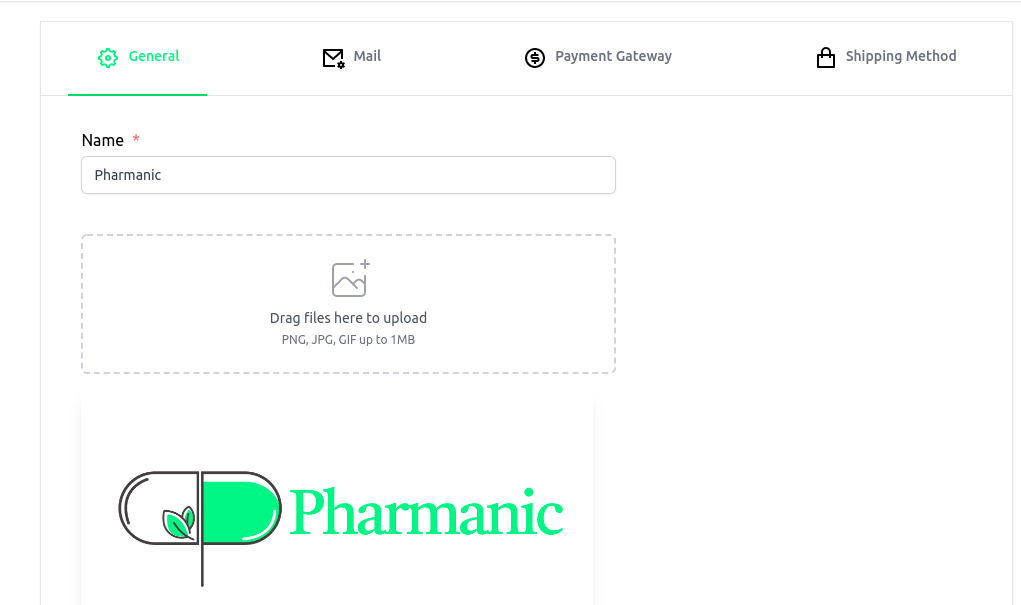 General
Mail
Payment Gateway
Shipping Method
Name *
Pharmanic
Drag files here to upload
PNG, JPG, GIF up to 1MB
Pharmanic